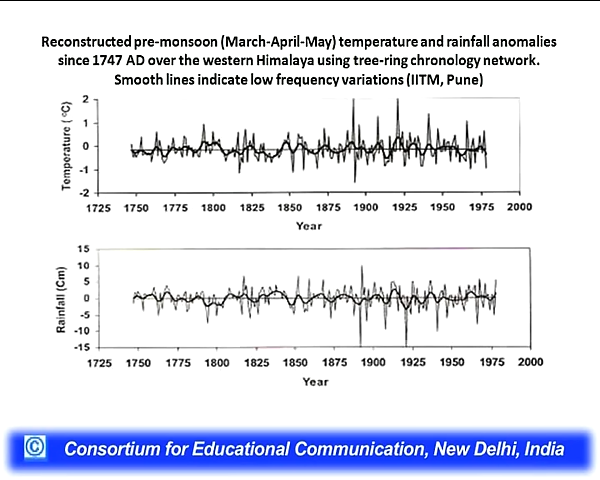 Reconstructed pre-monsoon (March-April-May) temperature and rainfall anomalies
since 1747 AD over the western Himalaya using tree-ring chronology network.
Smooth lines indicate low frequency variations (IITM, Pune)
Temperature (°C)
2
1
0
-1
-2
1725 1750 1775 1800 1825 1850 1875 1900 1925 1950 1975 2000
Year
Rainfall (Cm)
15
10
5
0
-5
-10
-15
1725 1750 1775 1800 1825 1850 1875 1900 1925 1950 1975 2000
Year
© Consortium for Educational Communication, New Delhi, India